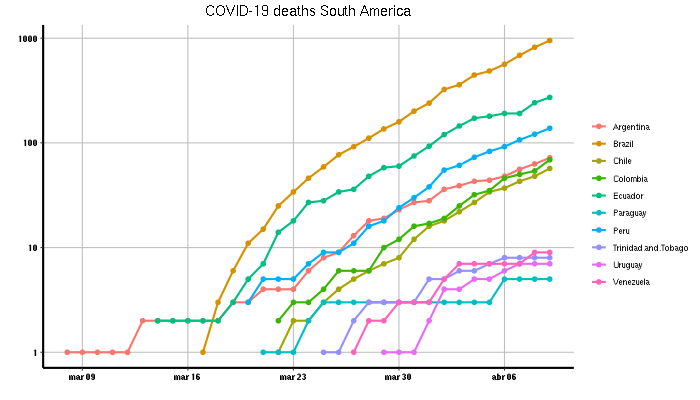 COVID-19 deaths South America
1000
100
10
1
mar 09 mar 16 mar 23 mar 30 abr 06
Argentina
Brazil
Chile
Colombia
Ecuador
Paraguay
Peru
Trinidad.and.Tobago
Uruguay
Venezuela